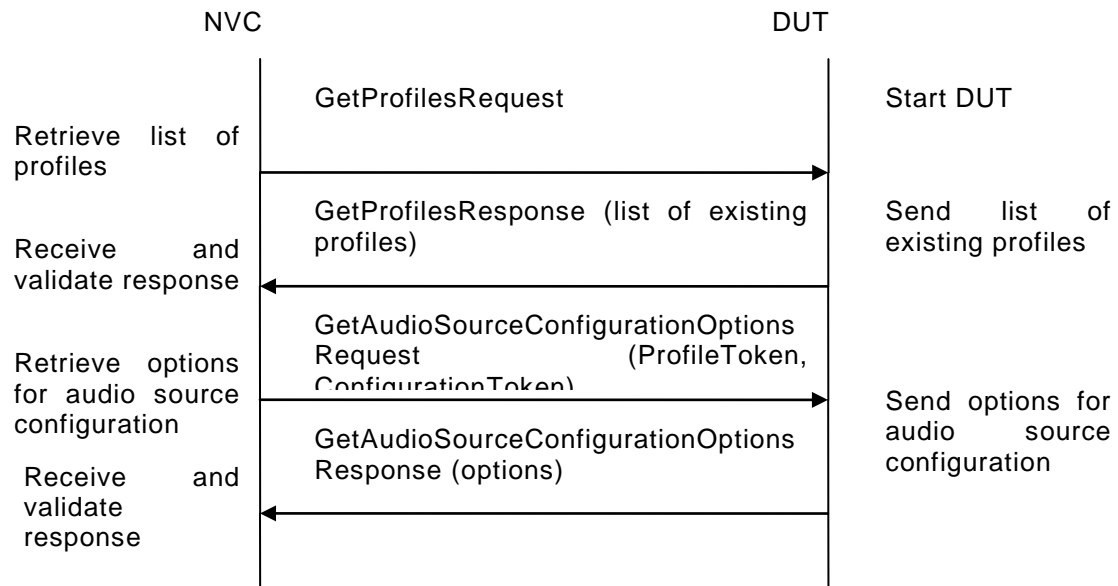 NVC
DUT
GetProfilesRequest
Start DUT
Retrieve list of
profiles
GetProfilesResponse (list of existing
profiles)
Send list of
existing profiles
Receive and
validate response
GetAudioSourceConfigurationOptions
Request (ProfileToken,
ConfigurationToken)
Retrieve options
for audio source
configuration
Send options for
audio source
configuration
GetAudioSourceConfigurationOptions
Response (options)
Receive and
validate
response